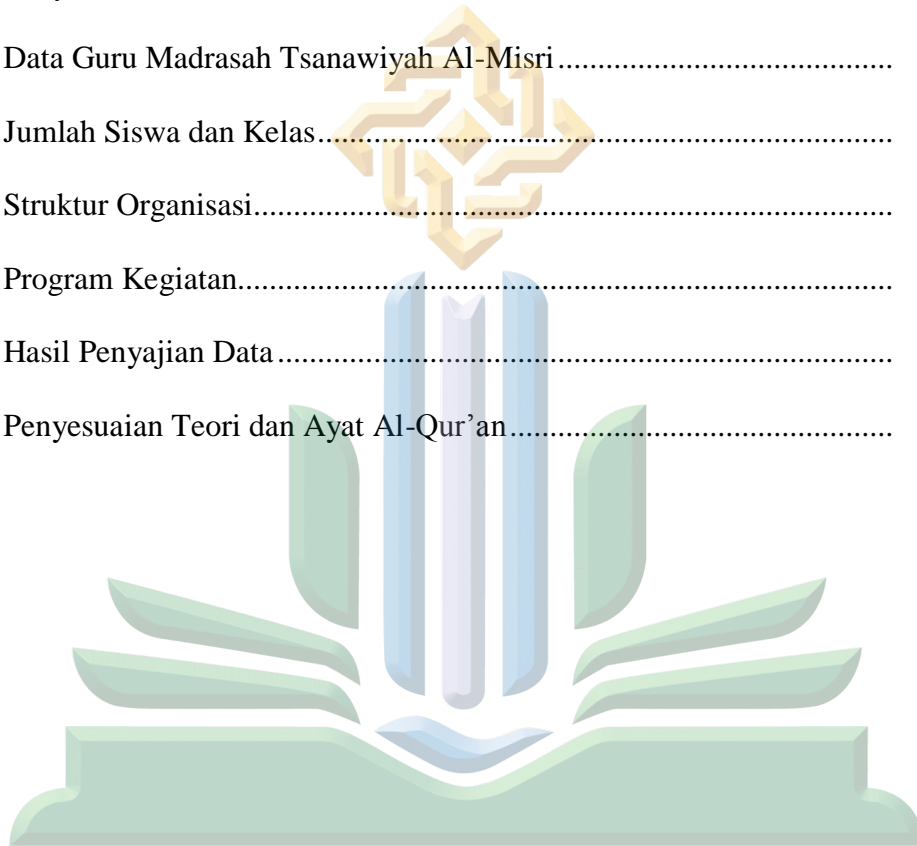 Data Guru Madrasah Tsanawiyah Al-Misri..........................................
Jumlah Siswa dan Kelas........................................................................
Struktur Organisasi................................................................................
Program Kegiatan..................................................................................
Hasil Penyajian Data.............................................................................
Penyesuaian Teori dan Ayat Al-Qur’an................................................